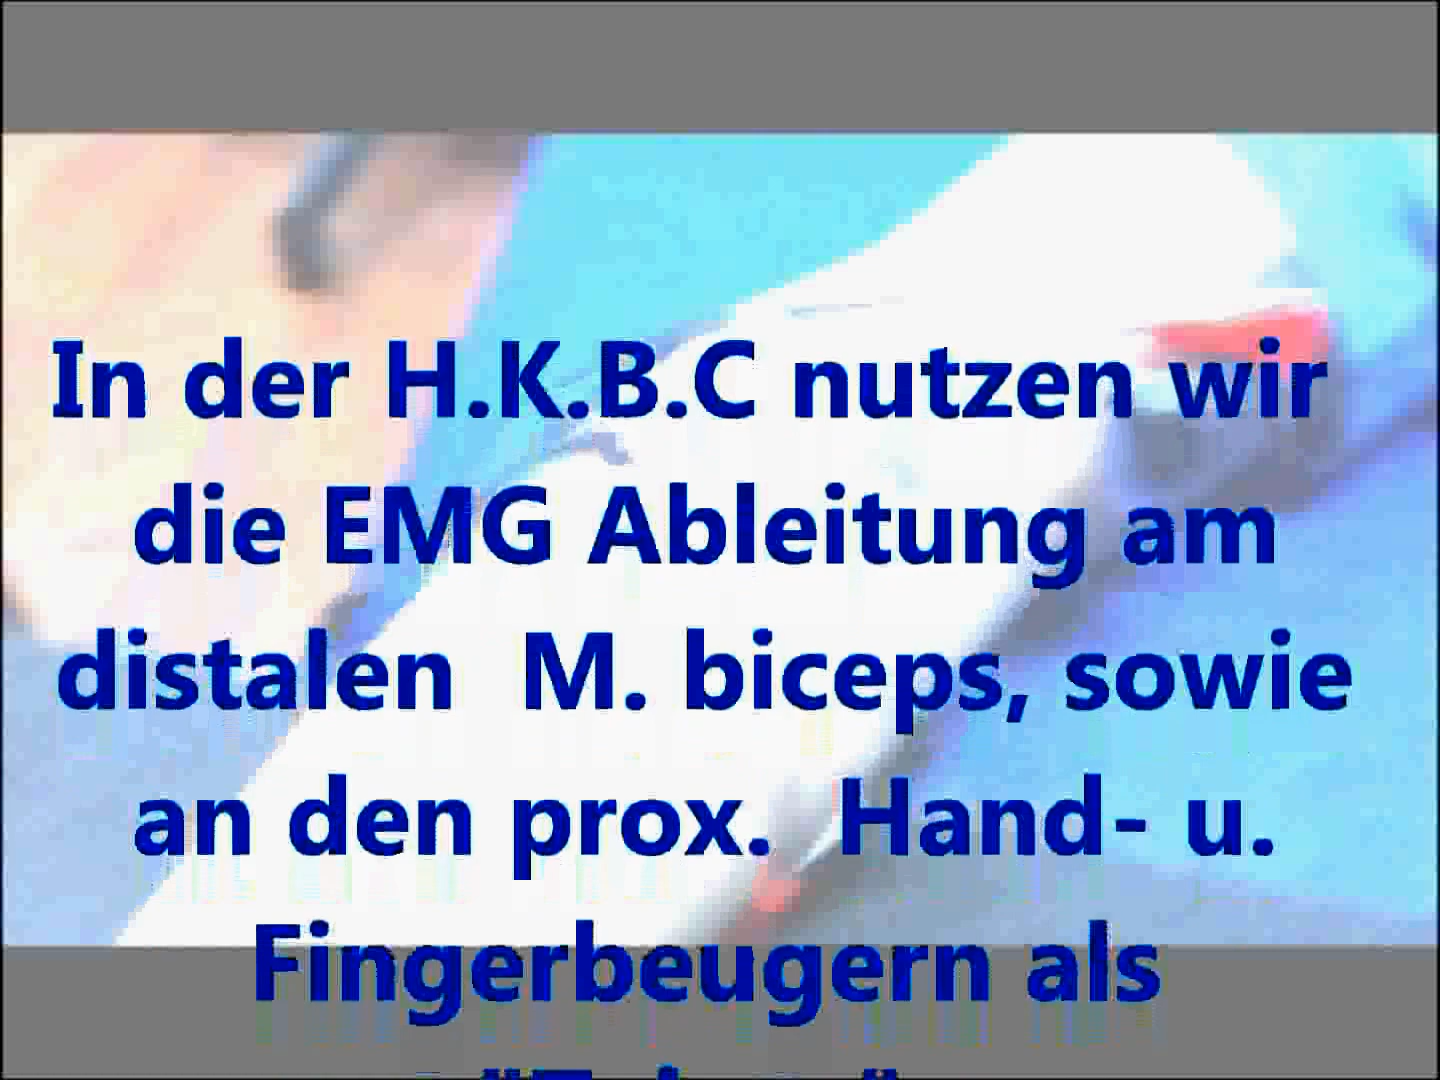 In der H.K.B.C nutzen wir
die EMG Ableitung am
distalen M. biceps, sowie
an den prox. Hand- u.
Fingerbeugern als